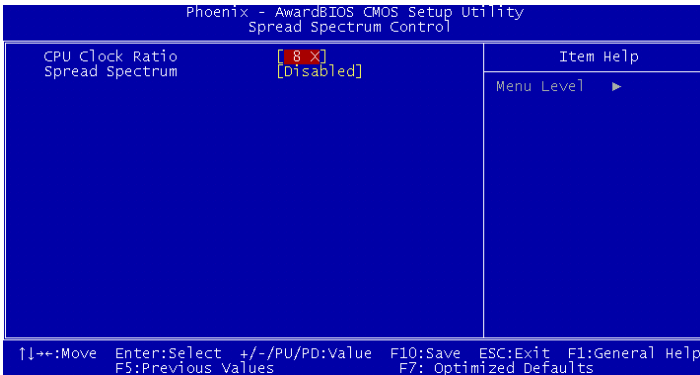 Phoenix - AwardBIOS CMOS Setup Utility
Spread Spectrum Control
CPU Clock Ratio [ 8 X]
Spread Spectrum [Disabled]
Item Help
Menu Level ►
↑↓→←:Move Enter:Select +/-/PU/PD:Value F10:Save ESC:Exit F1:General Help
F5:Previous Values F7: Optimized Defaults